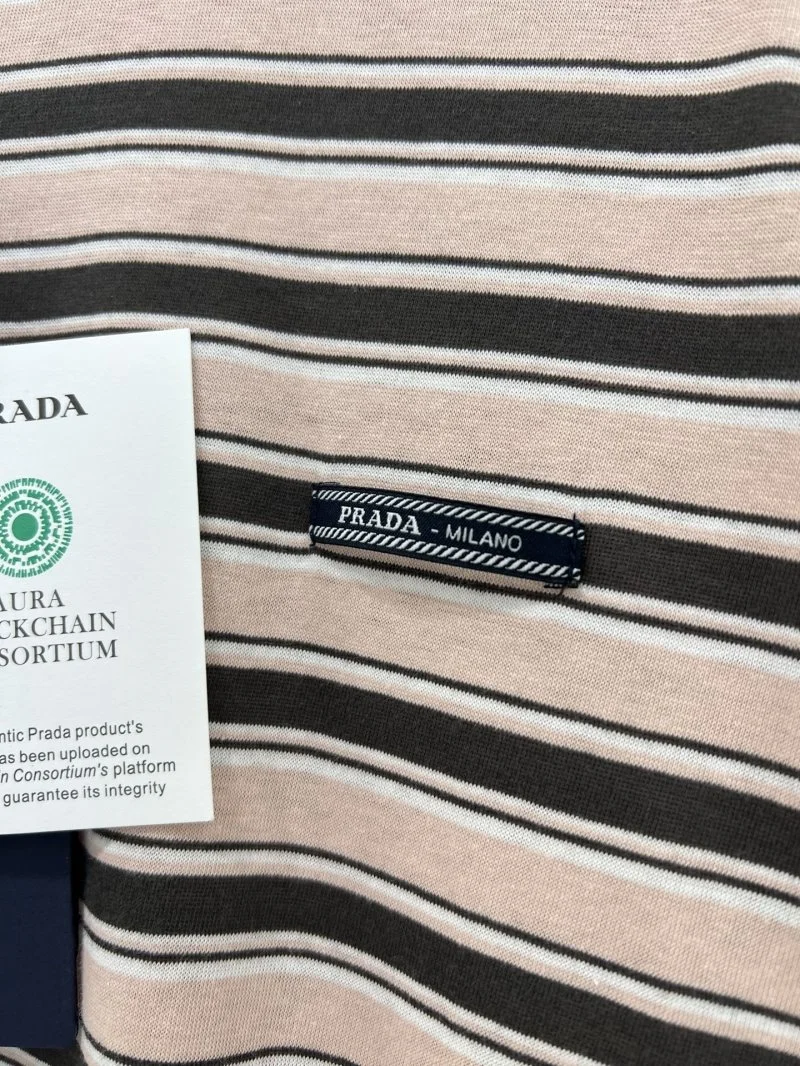 RADA
AURA
CKCHAIN
SORTIUM
ntic Prada product's
as been uploaded on
n Consortium's platform
guarantee its integrity
PRADA - MILANO